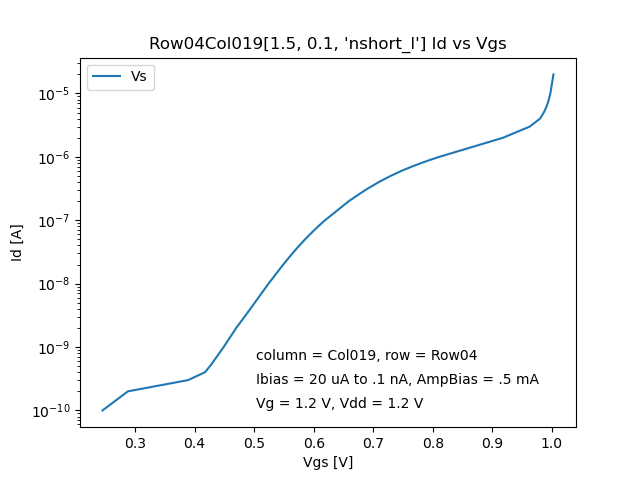 Row04Col019[1.5, 0.1, 'nshort_l'] Id vs Vgs
Vs
Id [A]
10⁻⁵
10⁻⁶
10⁻⁷
10⁻⁸
10⁻⁹
10⁻¹⁰
column = Col019, row = Row04
Ibias = 20 uA to .1 nA, AmpBias = .5 mA
Vg = 1.2 V, Vdd = 1.2 V
0.3 0.4 0.5 0.6 0.7 0.8 0.9 1.0
Vgs [V]